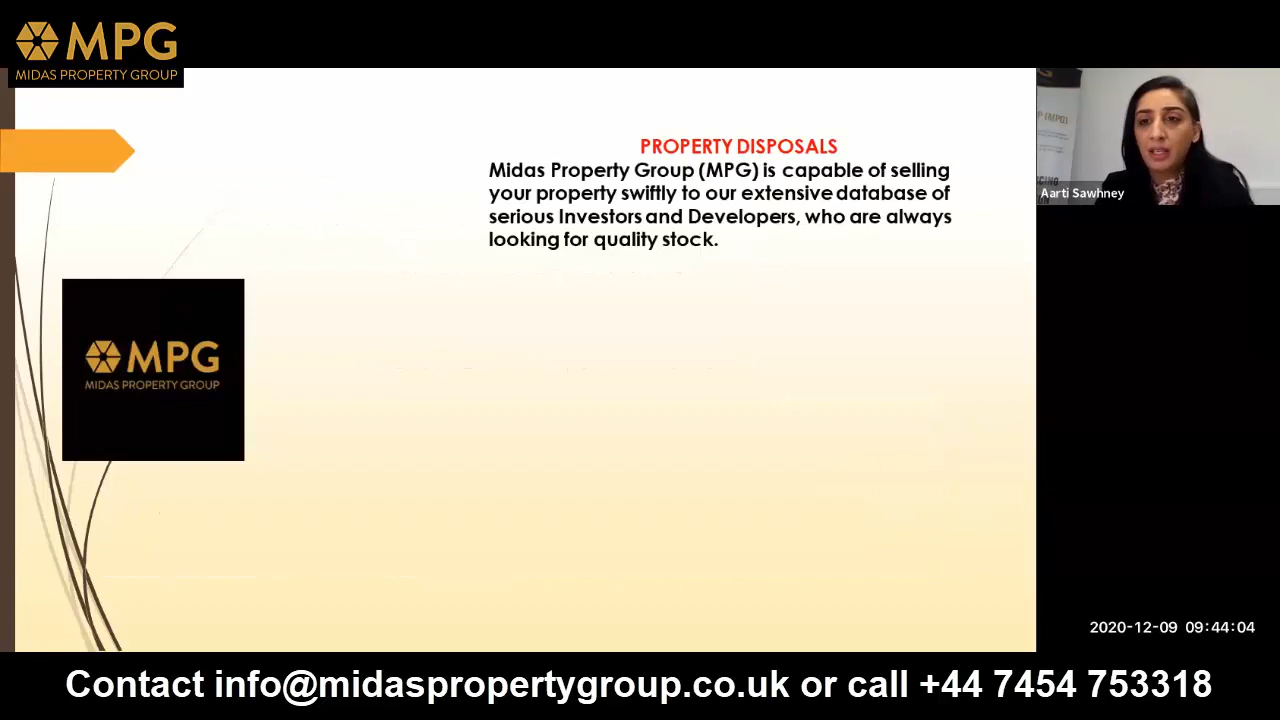 MPG
MIDAS PROPERTY GROUP
PROPERTY DISPOSALS
Midas Property Group (MPG) is capable of selling
your property swiftly to our extensive database of
serious Investors and Developers, who are always
looking for quality stock.
MPG
MIDAS PROPERTY GROUP
(MPG)
Aarti Sawhney
2020-12-09 09:44:04
Contact info@midaspropertygroup.co.uk or call +44 7454 753318